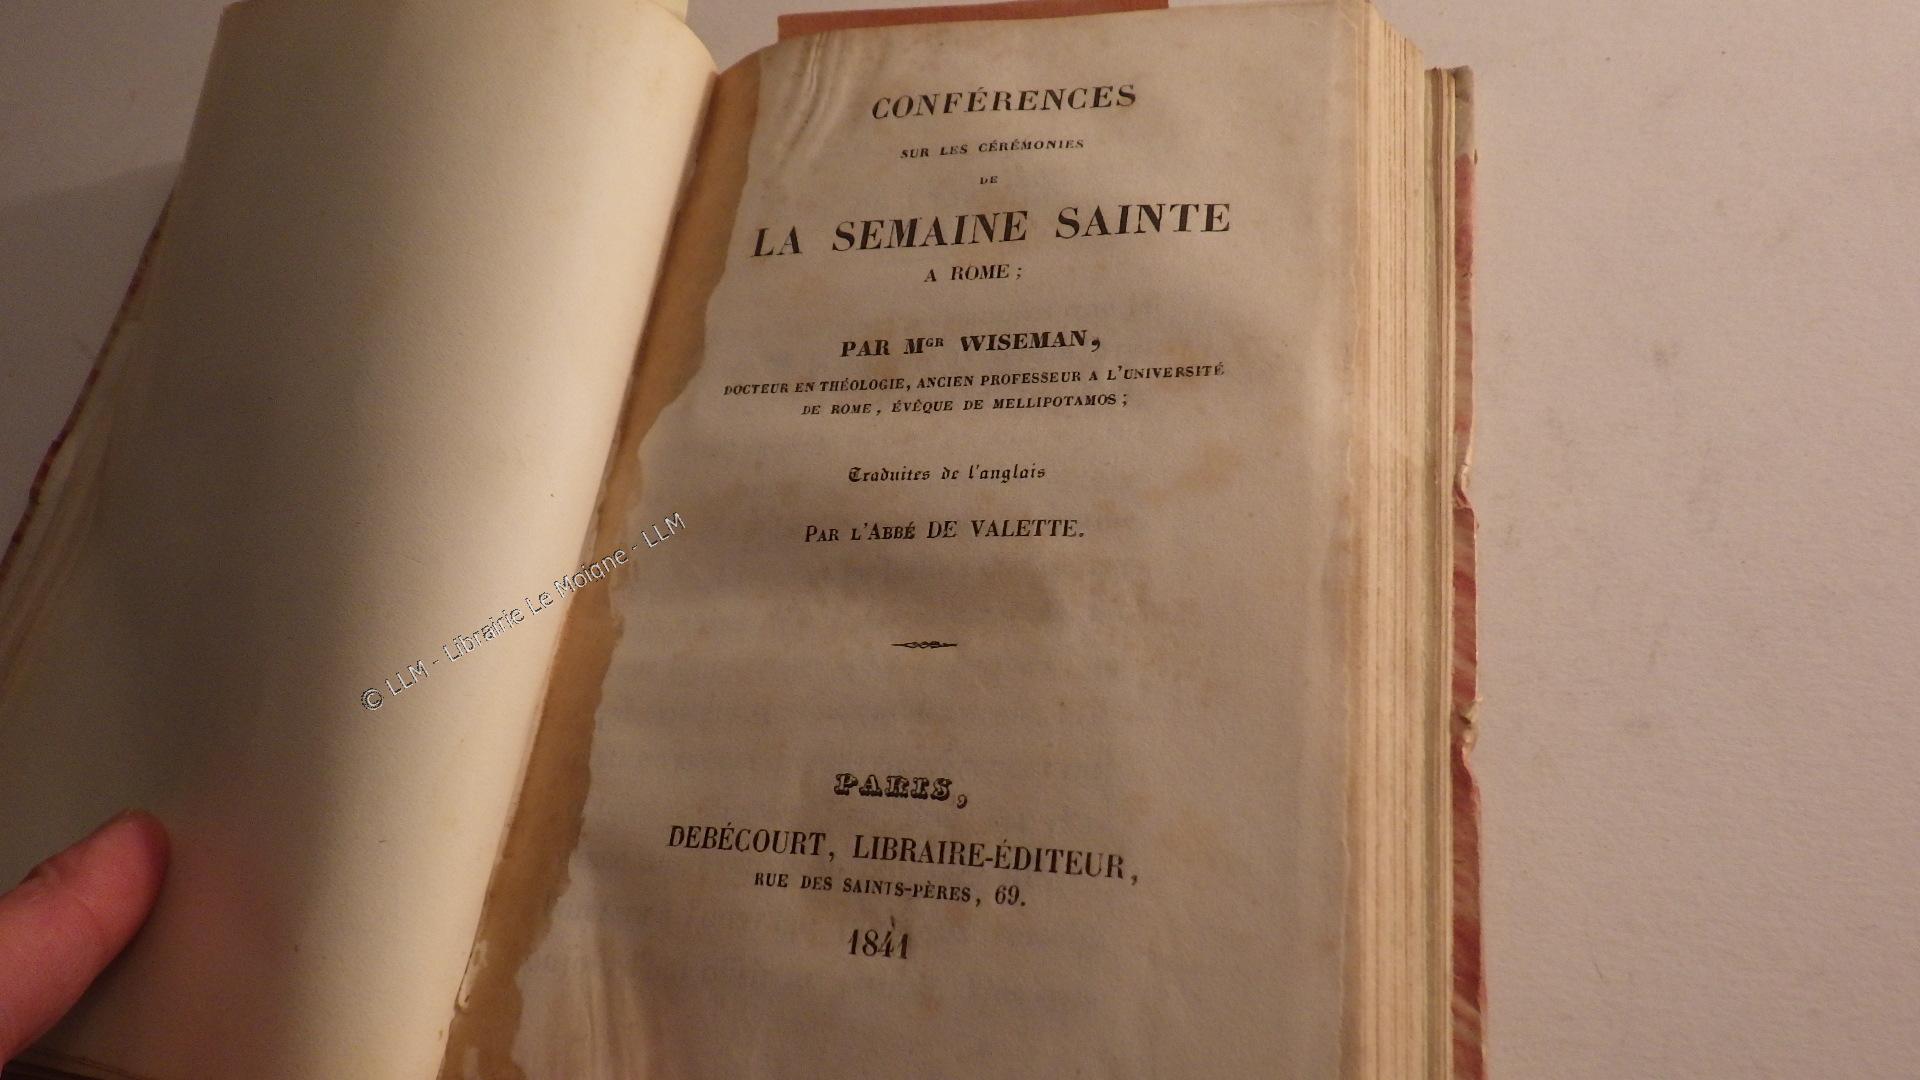 CONFÉRENCES
SUR LES CÉRÉMONIES
DE
LA SEMAINE SAINTE
A ROME ;
PAR MGR WISEMAN,
DOCTEUR EN THÉOLOGIE, ANCIEN PROFESSEUR A L'UNIVERSITÉ
DE ROME, ÉVÊQUE DE MELLIPOTAMOS ;
Traduites de l'anglais
PAR L'ABBÉ DE VALETTE.
PARIS,
DEBÉCOURT, LIBRAIRE-ÉDITEUR,
RUE DES SAINTS-PÈRES, 69.
1841
© LLM - Librairie Le Moigne - LLM